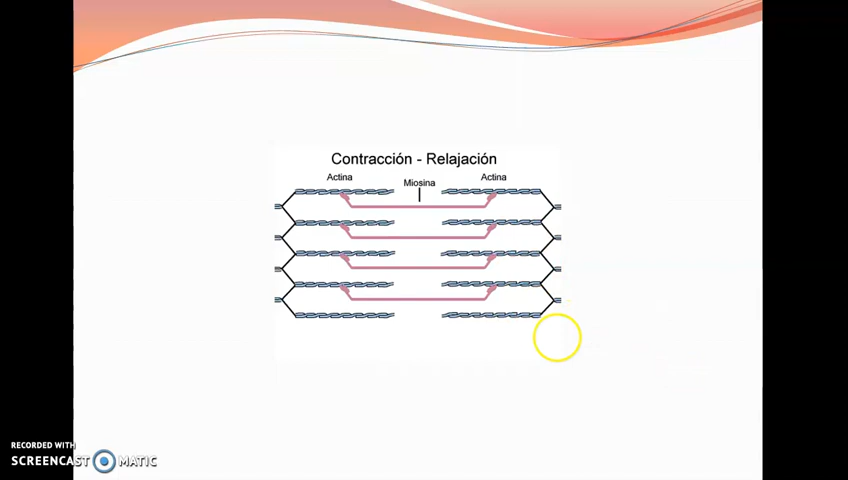 Contracción - Relajación
Actina
Miosina
Actina
RECORDED WITH
SCREENCAST MATIC